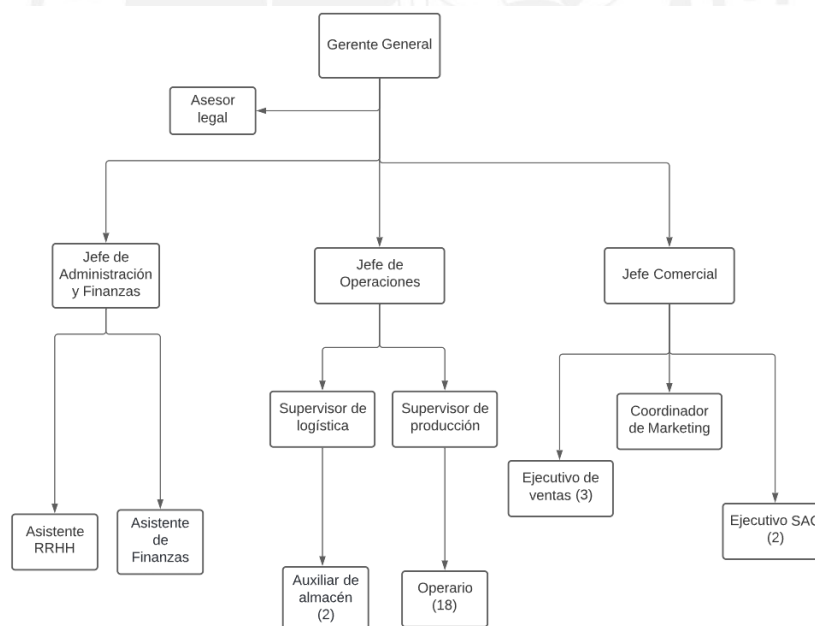 Gerente General
Asesor
legal
Jefe de
Administración
y Finanzas
Jefe de
Operaciones
Jefe Comercial
Supervisor de
logística
Supervisor de
producción
Coordinador
de Marketing
Ejecutivo de
ventas (3)
Asistente
RRHH
Asistente
de
Finanzas
Ejecutivo SAC
(2)
Auxiliar de
almacén
(2)
Operario
(18)